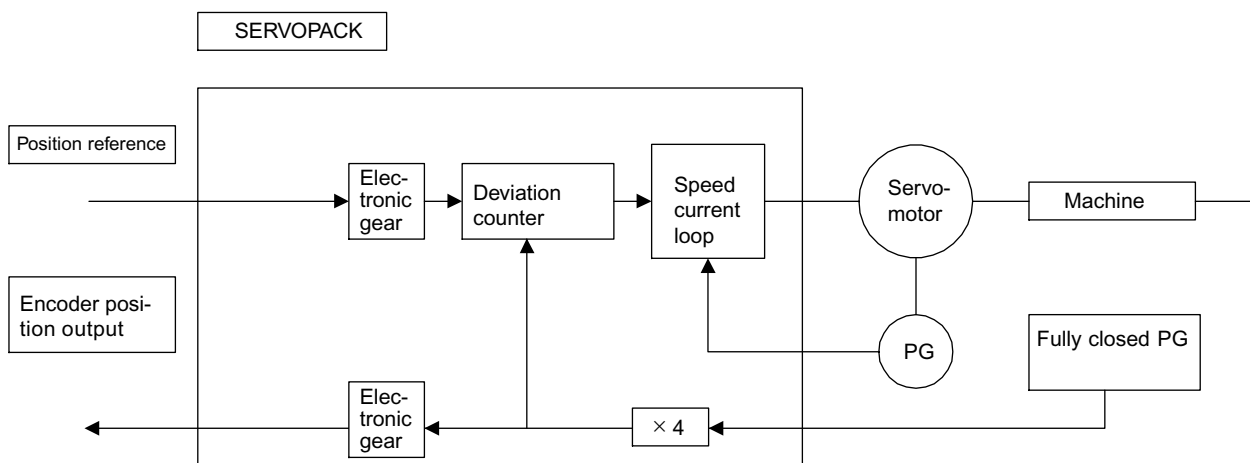 SERVOPACK
Position reference
Elec-
tronic
gear
Deviation
counter
Speed
current
loop
Servo-
motor
Machine
Encoder posi-
tion output
PG
Fully closed PG
Elec-
tronic
gear
× 4